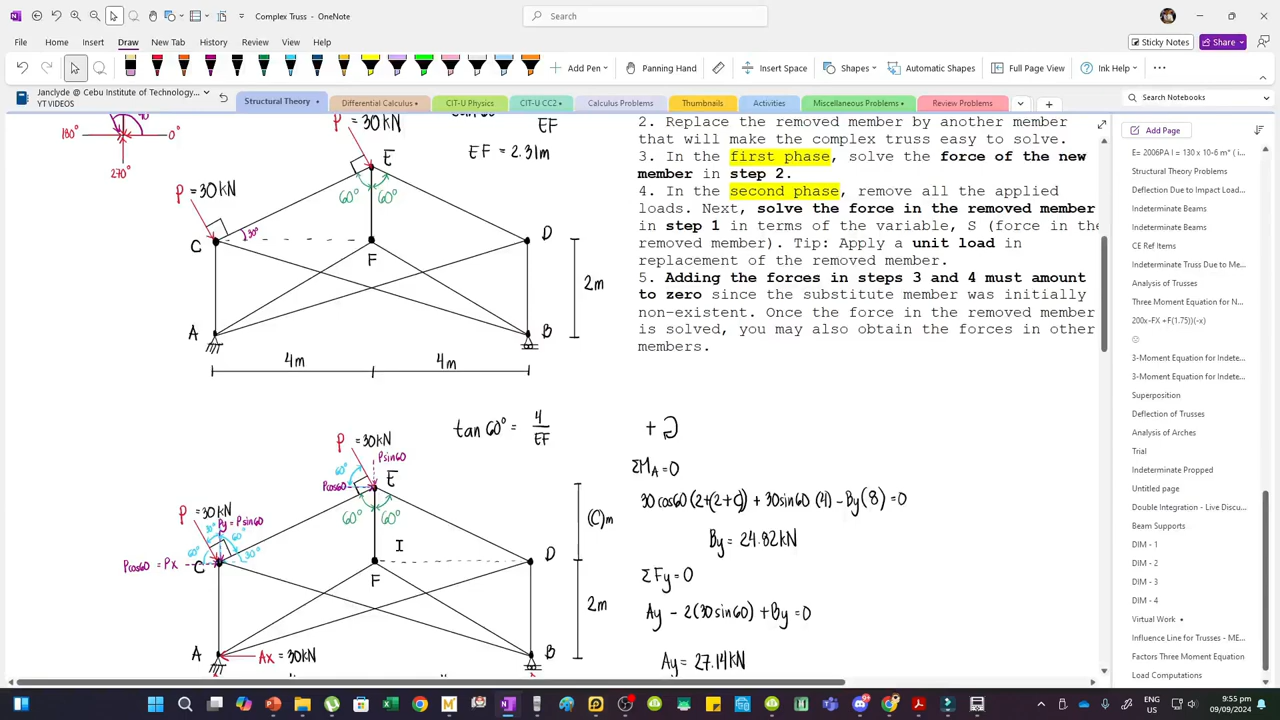 Complex Truss - OneNote
Search
File Home Insert Draw New Tab History Review View Help
Sticky Notes Share
Add Pen Panning Hand Insert Space Shapes Automatic Shapes Full Page View Ink Help
Janclyde @ Cebu Institute of Technology...
YT VIDEOS
Structural Theory Differential Calculus CIT-U Physics CIT-U CC2 Calculus Problems Thumbnails Activities Miscellaneous Problems Review Problems
Search Notebooks
Add Page
180° 0°
270°
P = 30KN
EF
EF = 2.31m
E
60° 60°
P = 30KN
C 30° D
F
2m
A B
4m 4m
2. Replace the removed member by another member
that will make the complex truss easy to solve.
3. In the first phase, solve the force of the new
member in step 2.
4. In the second phase, remove all the applied
loads. Next, solve the force in the removed member
in step 1 in terms of the variable, S (force in the
removed member). Tip: Apply a unit load in
replacement of the removed member.
5. Adding the forces in steps 3 and 4 must amount
to zero since the substitute member was initially
non-existent. Once the force in the removed member
is solved, you may also obtain the forces in other
members.
tan 60° = 4
EF
P = 30KN
Psin60
60°
Pcos60 E
60° 60°
P = 30KN
Py = Psin60
30° 60°
60° 30°
Pcos60 = Px C
I
F
D
(C)m
2m
A Ax = 30KN B
+
ΣMA = 0
30cos60 (2+(2+C)) + 30sin60 (4) - By(8) = 0
By = 24.82KN
ΣFy = 0
Ay - 2(30sin60) + By = 0
Ay = 27.14KN
E= 2006PA I = 130 x 10-6 m⁴ ( i...
Structural Theory Problems
Deflection Due to Impact Load...
Indeterminate Beams
Indeterminate Beams
CE Ref Items
Indeterminate Truss Due to Me...
Analysis of Trusses
Three Moment Equation for N...
200x-FX +F(1.75))(-x)
3-Moment Equation for Indete...
3-Moment Equation for Indete...
Superposition
Deflection of Trusses
Analysis of Arches
Trial
Indeterminate Propped
Untitled page
Double Integration - Live Discu...
Beam Supports
DIM - 1
DIM - 2
DIM - 3
DIM - 4
Virtual Work
Influence Line for Trusses - ME...
Factors Three Moment Equation
Load Computations
ENG
US
9:55 pm
09/09/2024